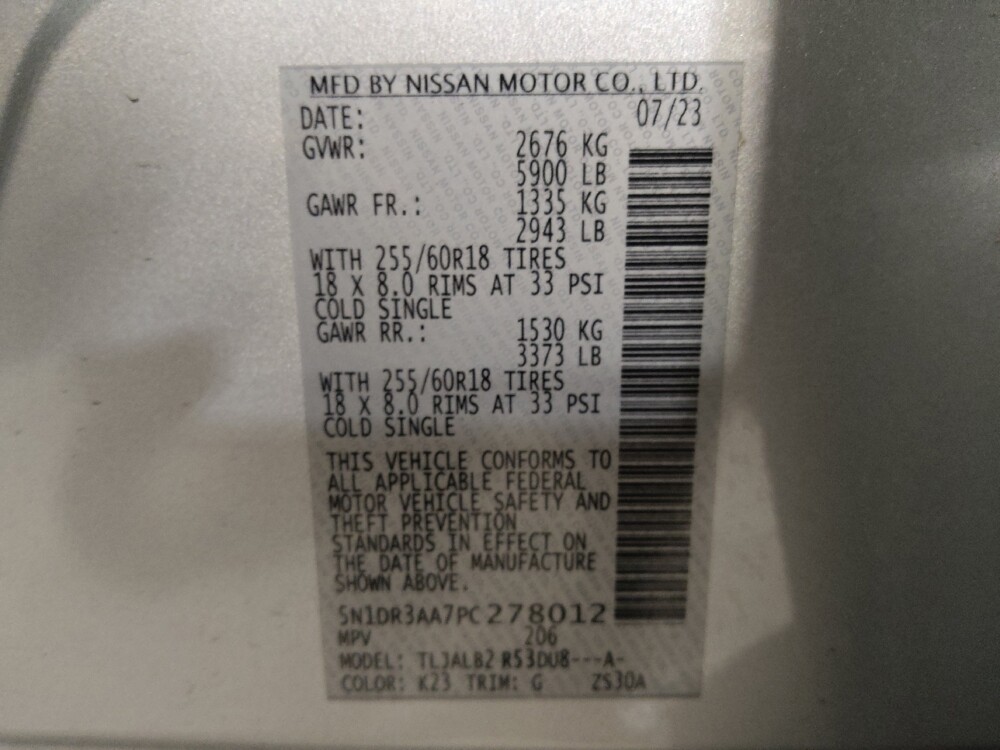 MFD BY NISSAN MOTOR CO., LTD.
DATE: 07/23
GVWR: 2676 KG
5900 LB
GAWR FR.: 1335 KG
2943 LB
WITH 255/60R18 TIRES
18 X 8.0 RIMS AT 33 PSI
COLD SINGLE
GAWR RR.: 1530 KG
3373 LB
WITH 255/60R18 TIRES
18 X 8.0 RIMS AT 33 PSI
COLD SINGLE
THIS VEHICLE CONFORMS TO
ALL APPLICABLE FEDERAL
MOTOR VEHICLE SAFETY AND
THEFT PREVENTION
STANDARDS IN EFFECT ON
THE DATE OF MANUFACTURE
SHOWN ABOVE.
5N1DR3AA7PC278012
MPV 206
MODEL: TLJALB2 R53DU8---A-
COLOR: K23 TRIM: G ZS30A